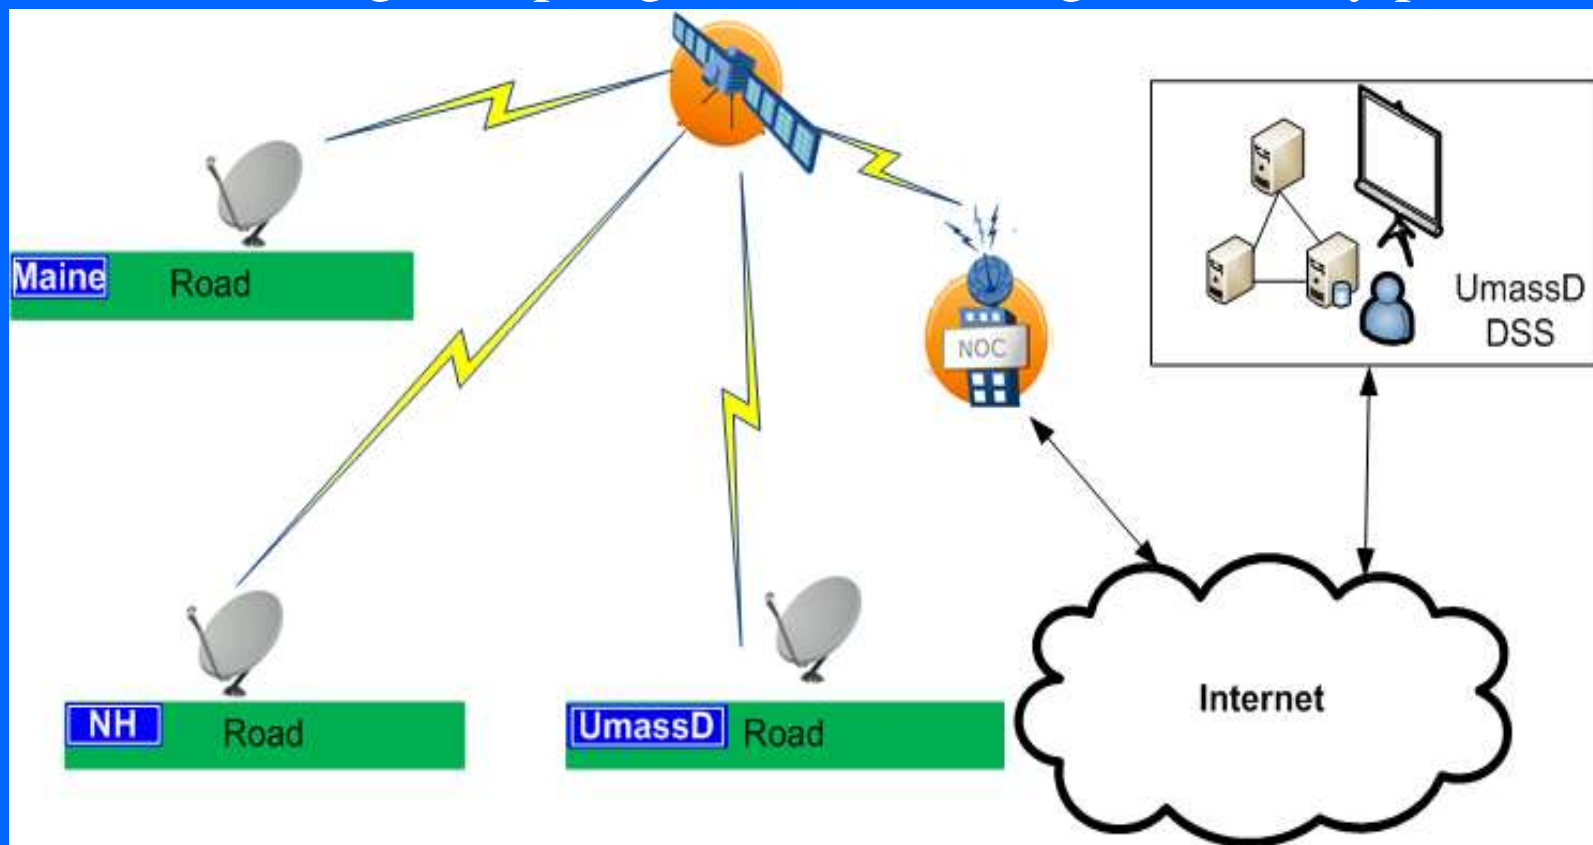 Maine Road
NOC
UmassD
DSS
Internet
NH Road
UmassD Road